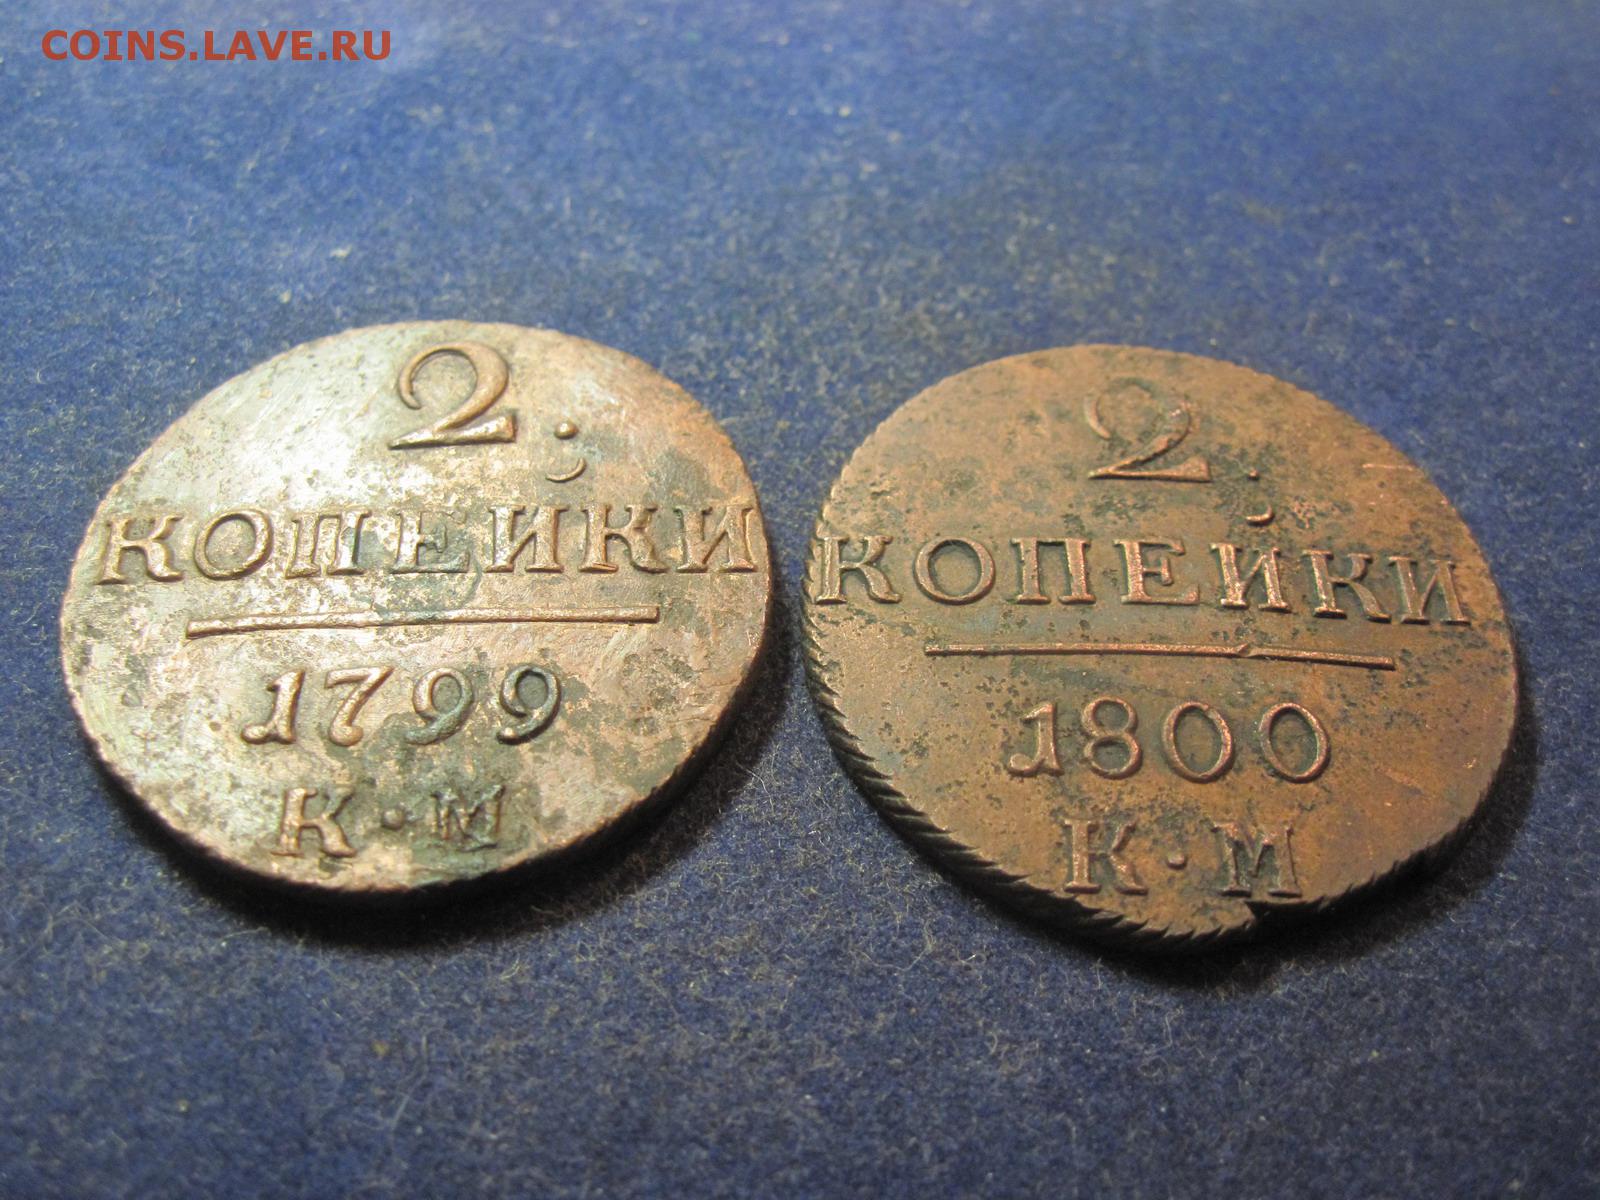 COINS.LAVE.RU
2.
КОПЕЙКИ
1799
К·М
2.
КОПЕЙКИ
1800
К·М